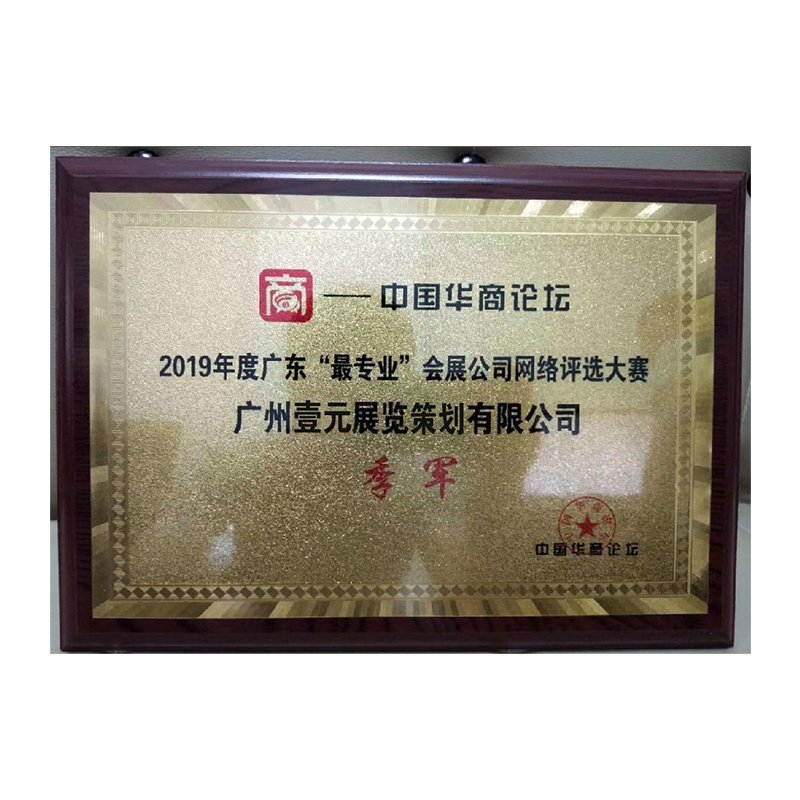 商 — 中国华商论坛
2019年度广东“最专业”会展公司网络评选大赛
广州壹元展览策划有限公司
季军
中国华商论坛